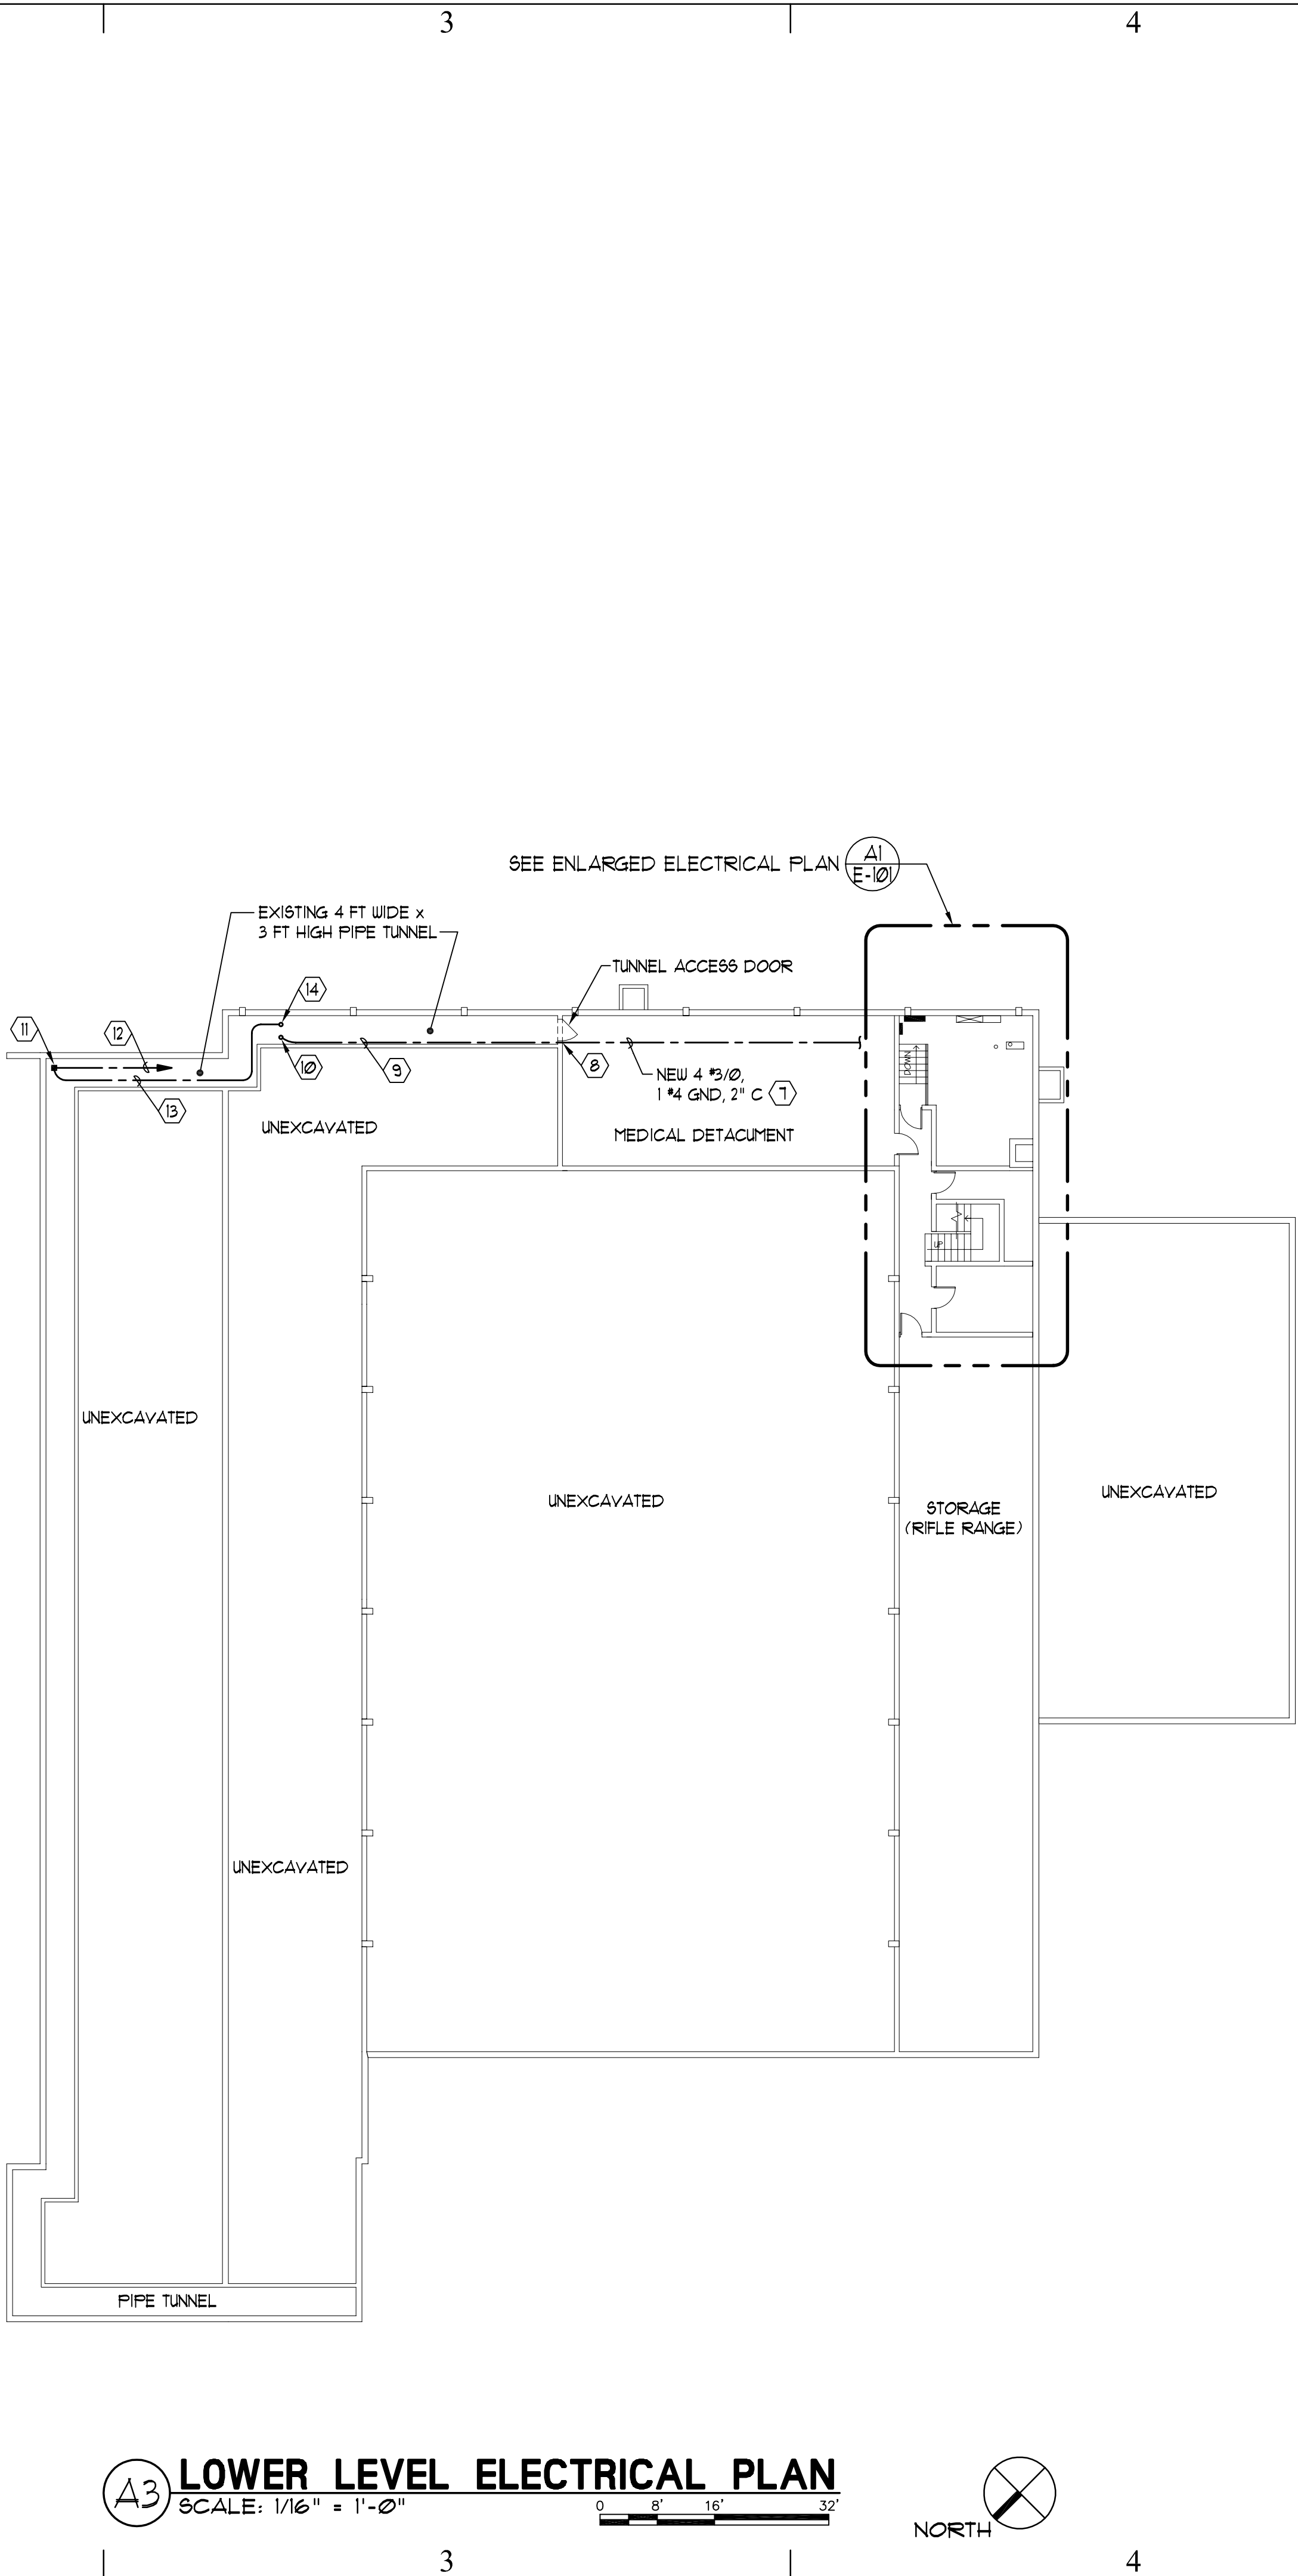 3
4
SEE ENLARGED ELECTRICAL PLAN
A1
E-101
EXISTING 4 FT WIDE x
3 FT HIGH PIPE TUNNEL
TUNNEL ACCESS DOOR
14
11
12
10
9
8
13
NEW 4 #3/0,
1 #4 GND, 2" C
7
DOWN
UNEXCAVATED
MEDICAL DETACUMENT
UP
UNEXCAVATED
UNEXCAVATED
STORAGE
(RIFLE RANGE)
UNEXCAVATED
UNEXCAVATED
PIPE TUNNEL
A3
LOWER LEVEL ELECTRICAL PLAN
SCALE: 1/16" = 1'-0"
0 8' 16' 32'
NORTH
3
4